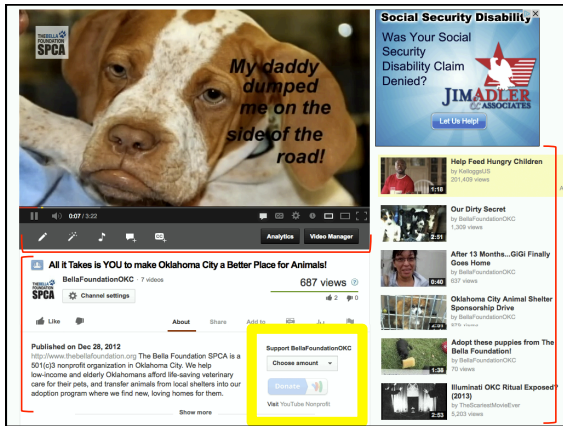 THEBELLA
FOUNDATION
SPCA
My daddy
dumped
me on the
side of the
road!
0:07 / 3:22
Analytics
Video Manager
All it Takes is YOU to make Oklahoma City a Better Place for Animals!
THEBELLA
FOUNDATION
SPCA
BellaFoundationOKC · 7 videos
Channel settings
687 views
2 0
Like
About
Share
Add to
Published on Dec 28, 2012
http://www.thebellafoundation.org The Bella Foundation SPCA is a
501(c)3 nonprofit organization in Oklahoma City. We help
low-income and elderly Oklahomans afford life-saving veterinary
care for their pets, and transfer animals from local shelters into our
adoption program where we find new, loving homes for them.
Show more
Support BellaFoundationOKC
Choose amount
Donate
Visit YouTube Nonprofit
Social Security Disability
Was Your Social
Security
Disability Claim
Denied?
JIMADLER
& ASSOCIATES
Let Us Help!
1:18
Help Feed Hungry Children
by KelloggsUS
201,409 views
2:51
Our Dirty Secret
by BellaFoundationOKC
1,309 views
0:40
After 13 Months...GiGi Finally
Goes Home
by BellaFoundationOKC
637 views
Oklahoma City Animal Shelter
Sponsorship Drive
by BellaFoundationOKC
views
1:38
Adopt these puppies from The
Bella Foundation!
by BellaFoundationOKC
70 views
2:53
Illuminati OKC Ritual Exposed?
(2013)
by TheScariestMovieEver
5,203 views